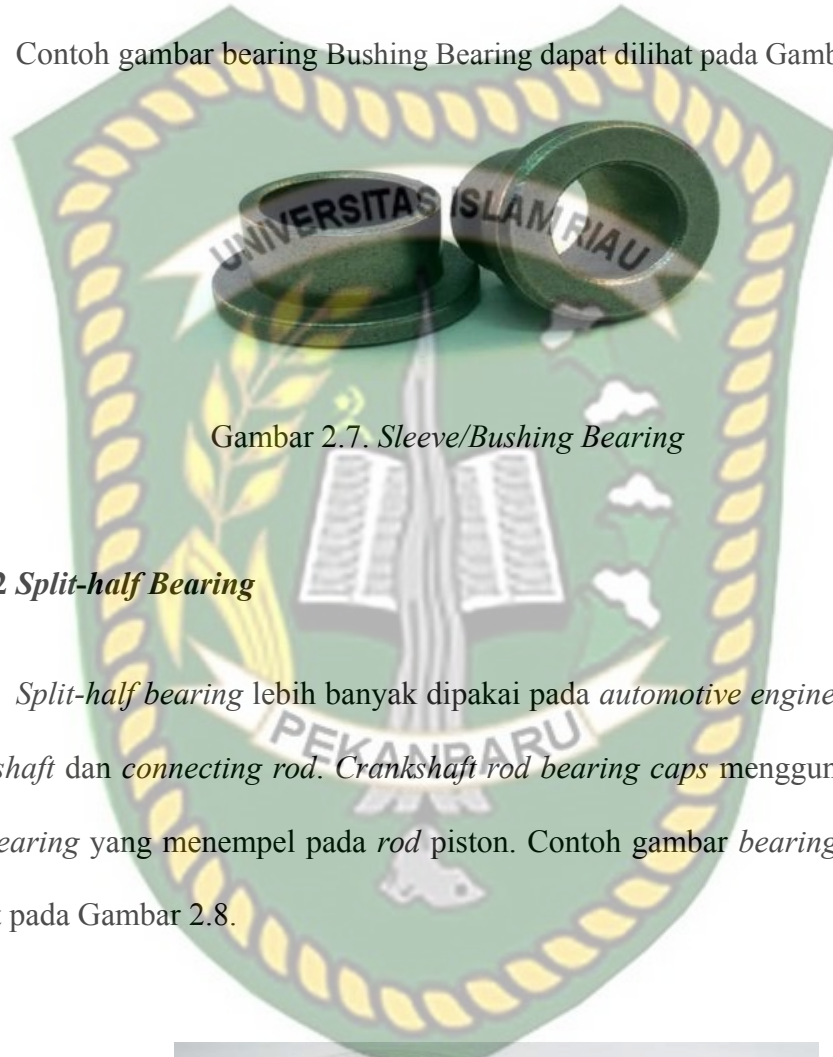 Contoh gambar bearing Bushing Bearing dapat dilihat pada Gamb
UNIVERSITAS ISLAM RIAU
Gambar 2.7. Sleeve/Bushing Bearing
2 Split-half Bearing
Split-half bearing lebih banyak dipakai pada automotive engine
shaft dan connecting rod. Crankshaft rod bearing caps menggun
earing yang menempel pada rod piston. Contoh gambar bearing
PEKANBARU
t pada Gambar 2.8.